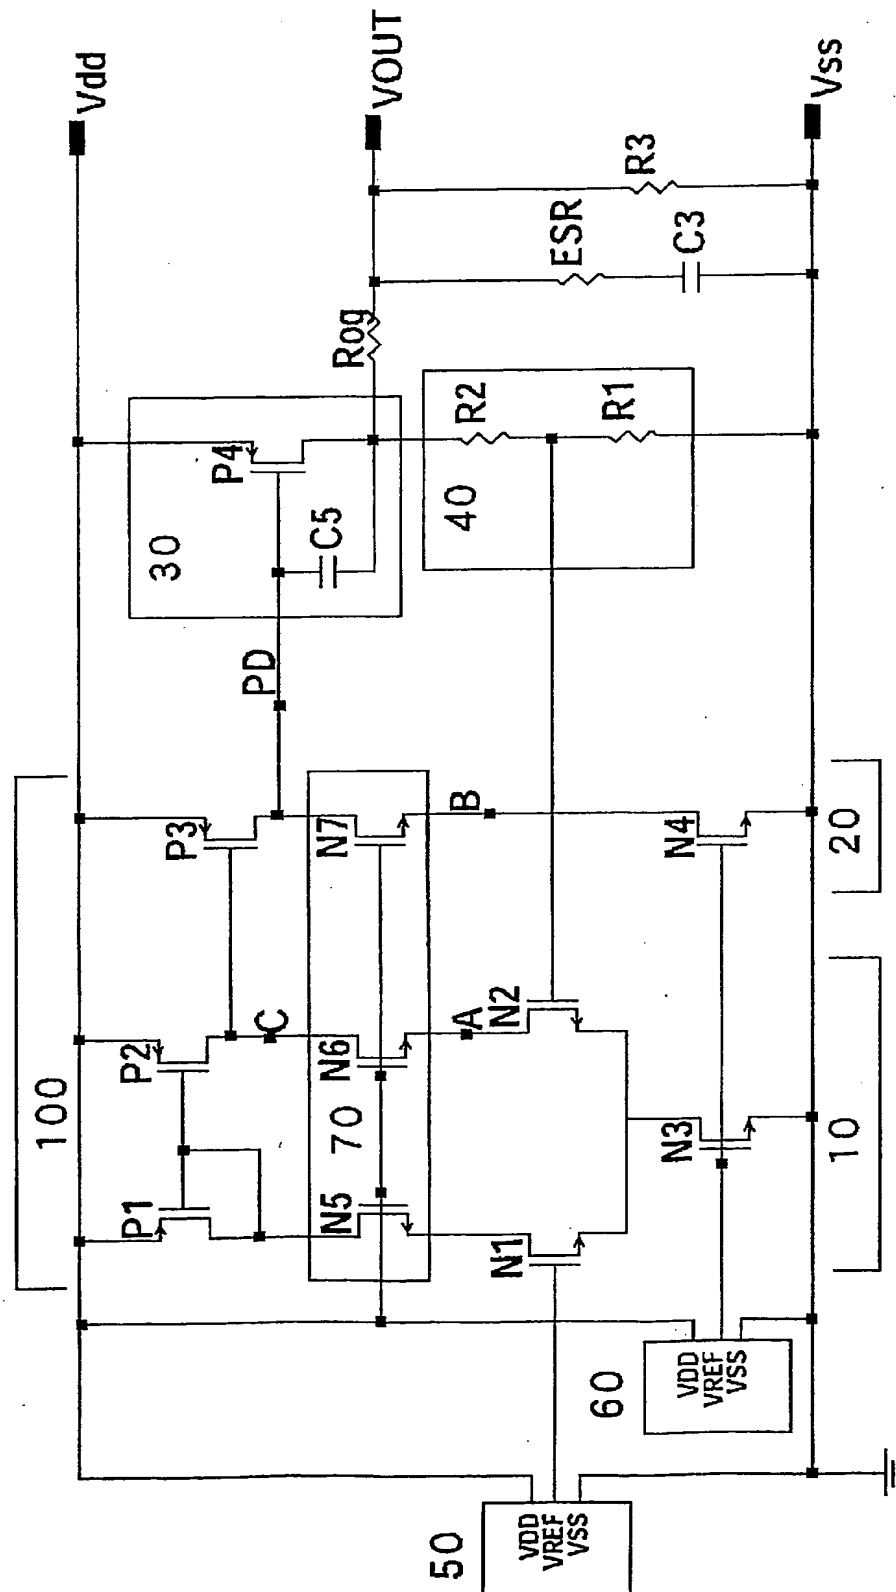 Vdd
VOUT
Vss
R3
ESR
C3
Rog
P4
30
C5
R2
R1
40
PD
100
P3
N7
B
N4
20
P2
C
N6
A
N2
70
P1
N5
N1
N3
10
60
VDD
VREF
VSS
50
VDD
VREF
VSS